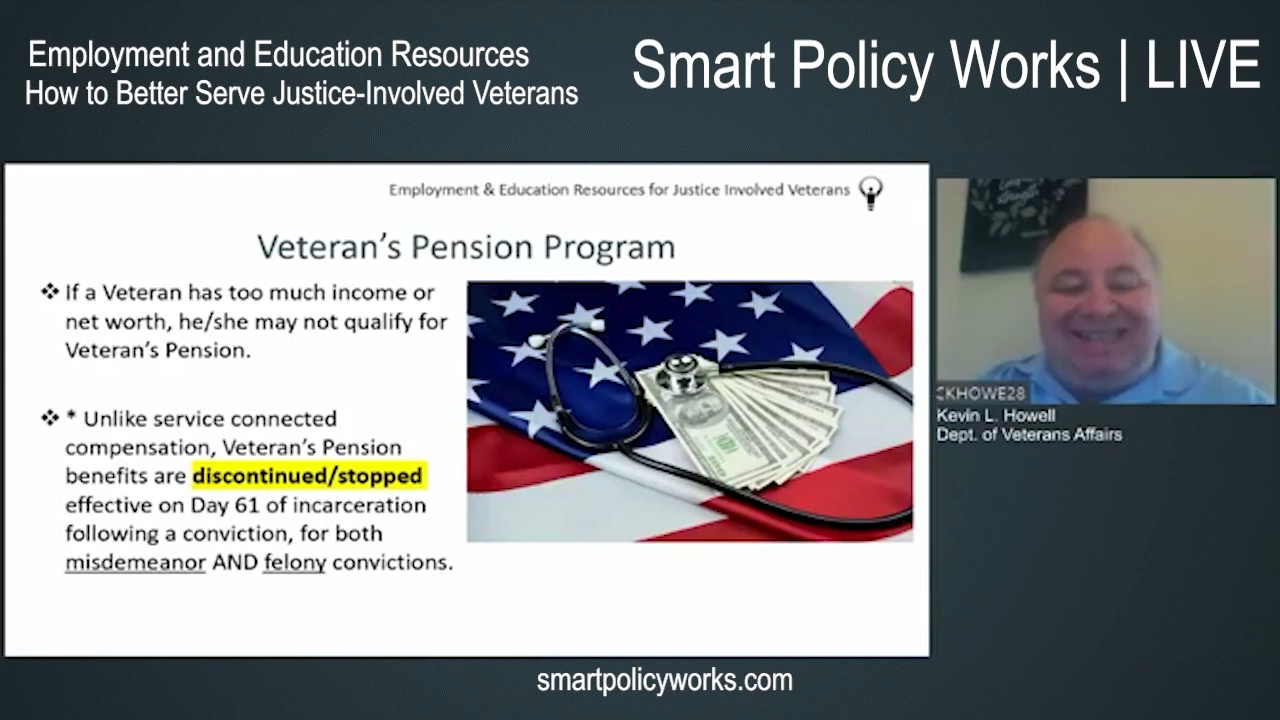 Employment and Education Resources
How to Better Serve Justice-Involved Veterans
Smart Policy Works | LIVE
Employment & Education Resources for Justice Involved Veterans
Veteran's Pension Program
❖ If a Veteran has too much income or
net worth, he/she may not qualify for
Veteran's Pension.
❖ * Unlike service connected
compensation, Veteran's Pension
benefits are discontinued/stopped
effective on Day 61 of incarceration
following a conviction, for both
misdemeanor AND felony convictions.
CKHOWE28
Kevin L. Howell
Dept. of Veterans Affairs
smartpolicyworks.com